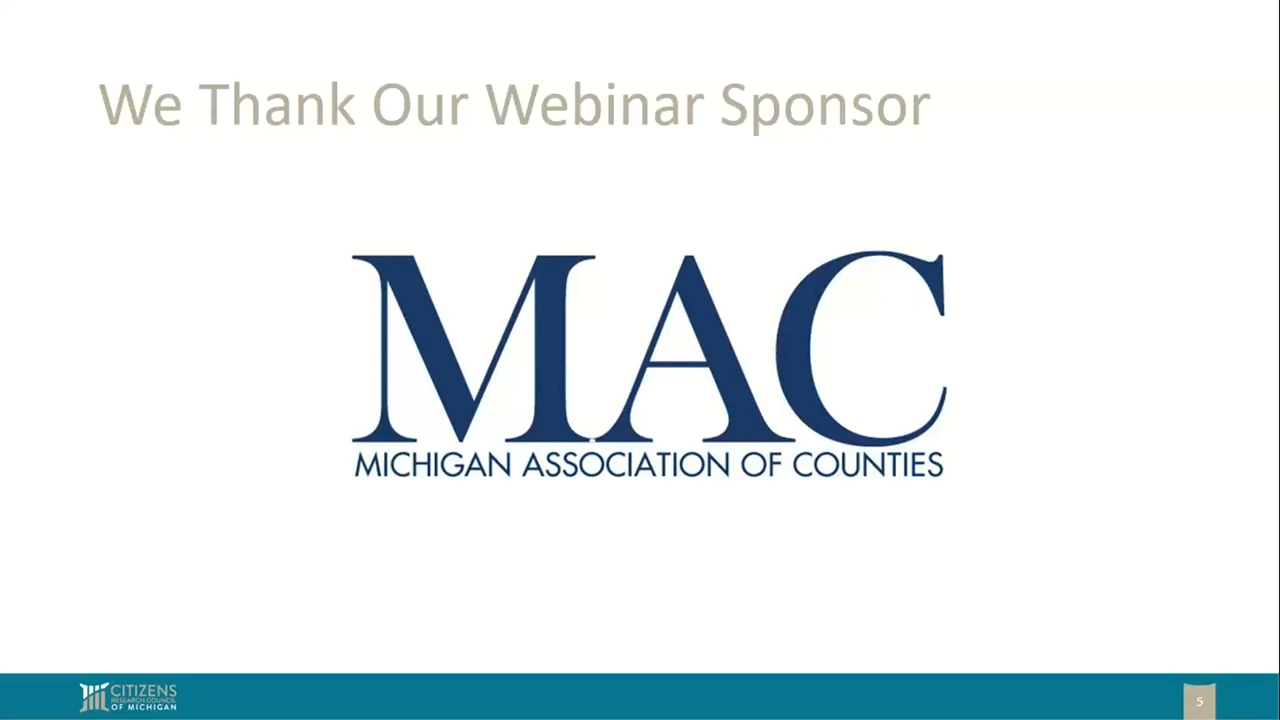 We Thank Our Webinar Sponsor
MAC
MICHIGAN ASSOCIATION OF COUNTIES
CITIZENS
RESEARCH COUNCIL
OF MICHIGAN
5